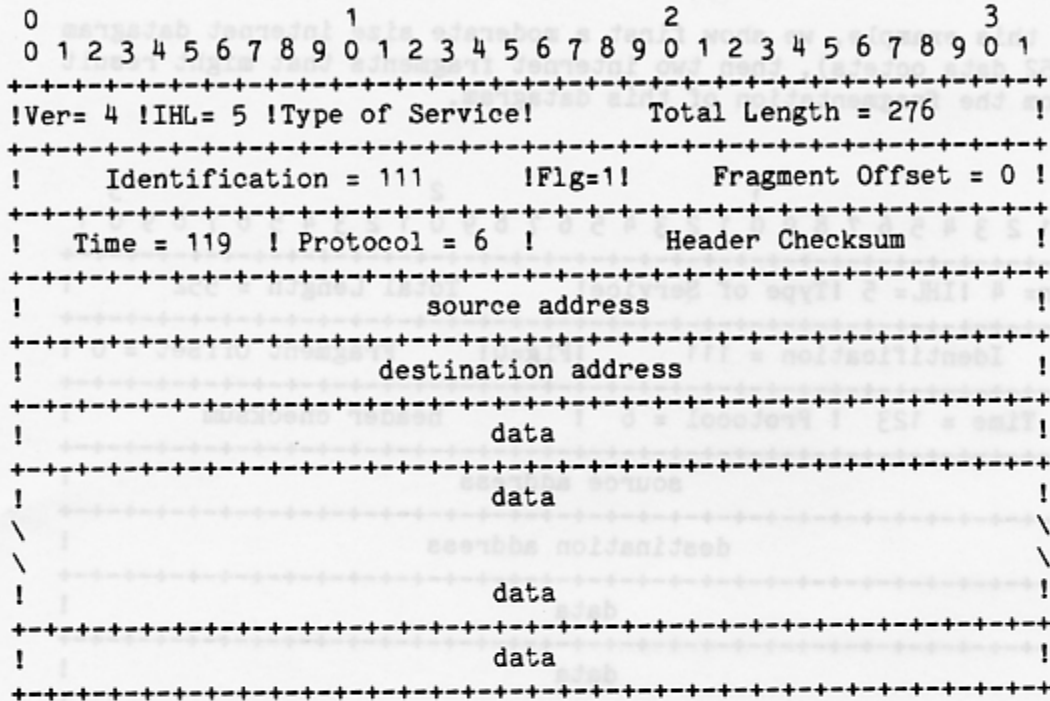 0                   1                   2                   3
0 1 2 3 4 5 6 7 8 9 0 1 2 3 4 5 6 7 8 9 0 1 2 3 4 5 6 7 8 9 0 1
+-+-+-+-+-+-+-+-+-+-+-+-+-+-+-+-+-+-+-+-+-+-+-+-+-+-+-+-+-+-+-+-+
!Ver= 4 !IHL= 5 !Type of Service!       Total Length = 276      !
+-+-+-+-+-+-+-+-+-+-+-+-+-+-+-+-+-+-+-+-+-+-+-+-+-+-+-+-+-+-+-+-+
!     Identification = 111      !Flg=1!     Fragment Offset = 0 !
+-+-+-+-+-+-+-+-+-+-+-+-+-+-+-+-+-+-+-+-+-+-+-+-+-+-+-+-+-+-+-+-+
!   Time = 119  ! Protocol = 6  !        Header Checksum        !
+-+-+-+-+-+-+-+-+-+-+-+-+-+-+-+-+-+-+-+-+-+-+-+-+-+-+-+-+-+-+-+-+
!                         source address                        !
+-+-+-+-+-+-+-+-+-+-+-+-+-+-+-+-+-+-+-+-+-+-+-+-+-+-+-+-+-+-+-+-+
!                      destination address                      !
+-+-+-+-+-+-+-+-+-+-+-+-+-+-+-+-+-+-+-+-+-+-+-+-+-+-+-+-+-+-+-+-+
!                             data                              !
+-+-+-+-+-+-+-+-+-+-+-+-+-+-+-+-+-+-+-+-+-+-+-+-+-+-+-+-+-+-+-+-+
!                             data                              !
\                                                               \
\                                                               \
!                             data                              !
+-+-+-+-+-+-+-+-+-+-+-+-+-+-+-+-+-+-+-+-+-+-+-+-+-+-+-+-+-+-+-+-+
!                             data                              !
+-+-+-+-+-+-+-+-+-+-+-+-+-+-+-+-+-+-+-+-+-+-+-+-+-+-+-+-+-+-+-+-+